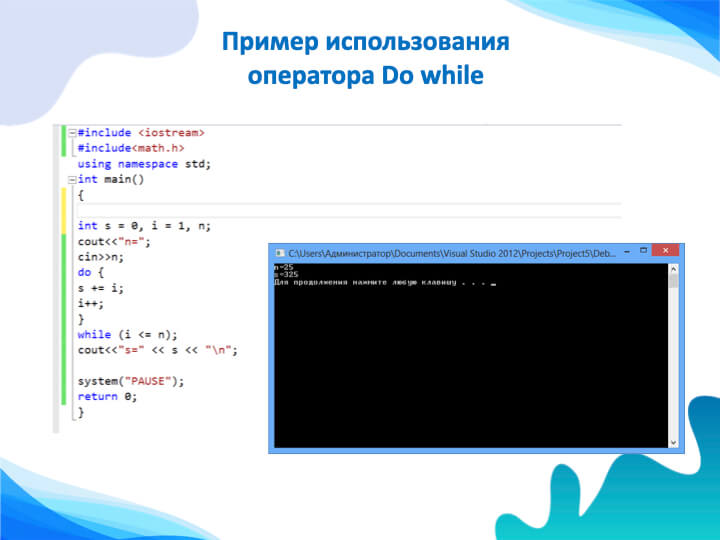 Пример использования
оператора Do while
#include <iostream>
#include<math.h>
using namespace std;
int main()
{
int s = 0, i = 1, n;
cout<<"n=";
cin>>n;
do {
s += i;
i++;
}
while (i <= n);
cout<<"s=" << s << "\n";
system("PAUSE");
return 0;
}
C:\Users\Администратор\Documents\Visual Studio 2012\Projects\Project5\Deb...
n=25
s=325
Для продолжения нажмите любую клавишу . . .